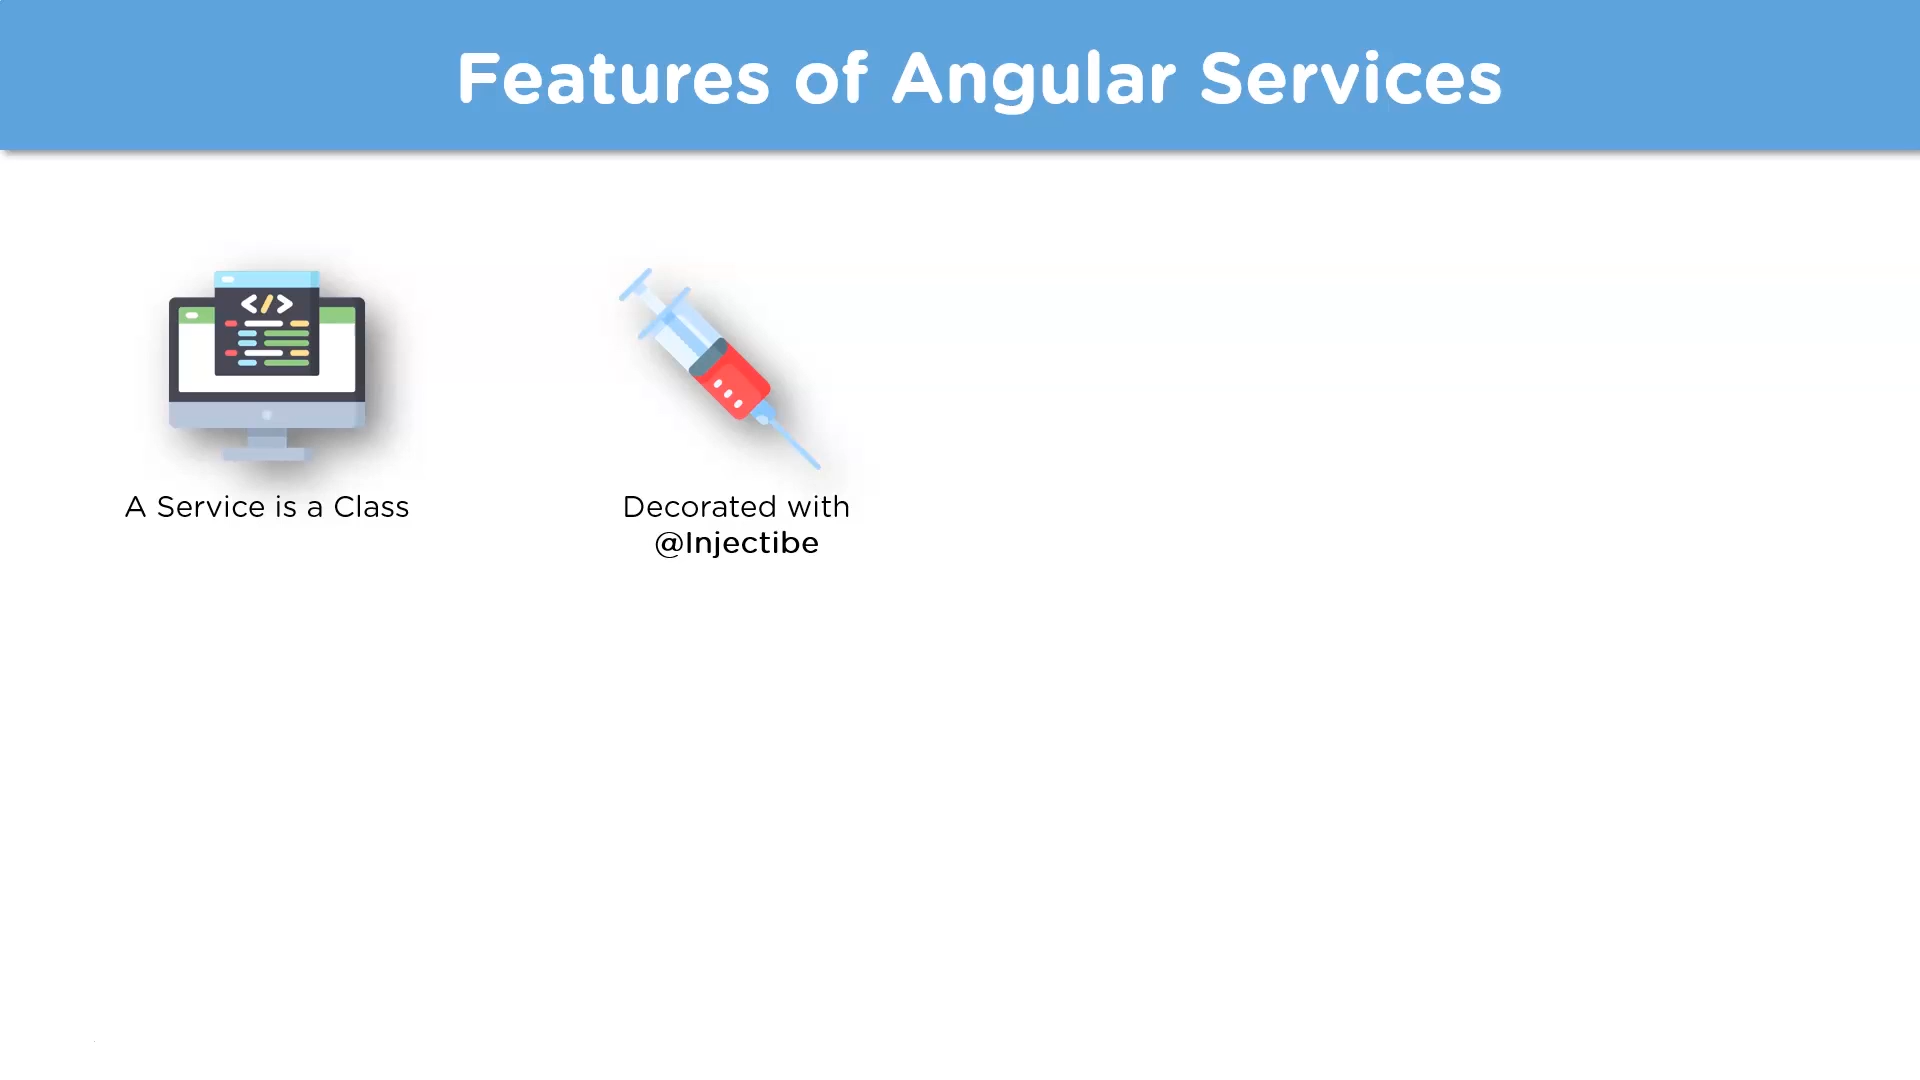 Features of Angular Services
</>
A Service is a Class
Decorated with
@Injectibe